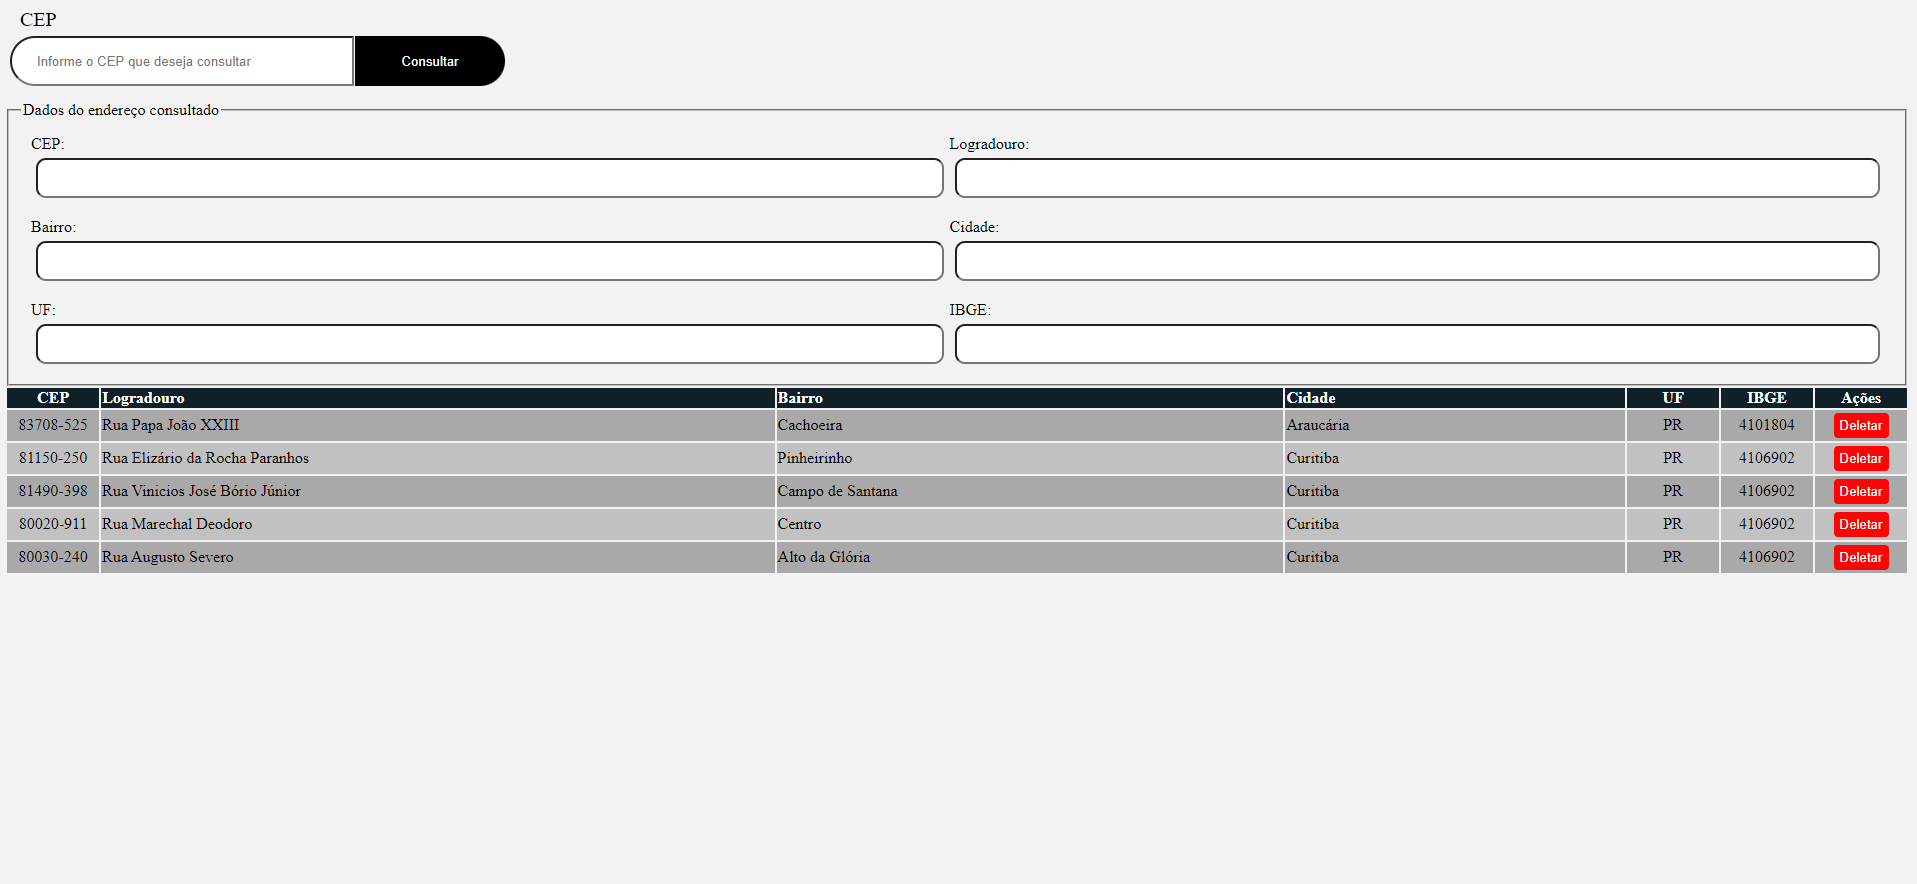 CEP
Informe o CEP que deseja consultar Consultar
Dados do endereço consultado
CEP: Logradouro:
Bairro: Cidade:
UF: IBGE:
CEP Logradouro Bairro Cidade UF IBGE Ações
83708-525 Rua Papa João XXIII Cachoeira Araucária PR 4101804 Deletar
81150-250 Rua Elizário da Rocha Paranhos Pinheirinho Curitiba PR 4106902 Deletar
81490-398 Rua Vinicios José Bório Júnior Campo de Santana Curitiba PR 4106902 Deletar
80020-911 Rua Marechal Deodoro Centro Curitiba PR 4106902 Deletar
80030-240 Rua Augusto Severo Alto da Glória Curitiba PR 4106902 Deletar